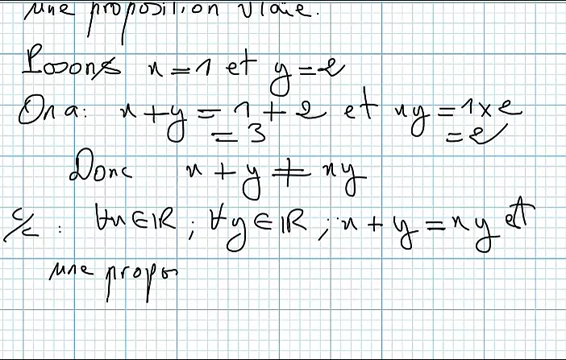 une proposition vraie.
Posons x = 1 et y = 2
On a : x + y = 1 + 2 et xy = 1 × 2
= 3 = 2
Donc x + y ≠ xy
C/C : ∀x ∈ ℝ ; ∀y ∈ ℝ ; x + y = xy est
une propo